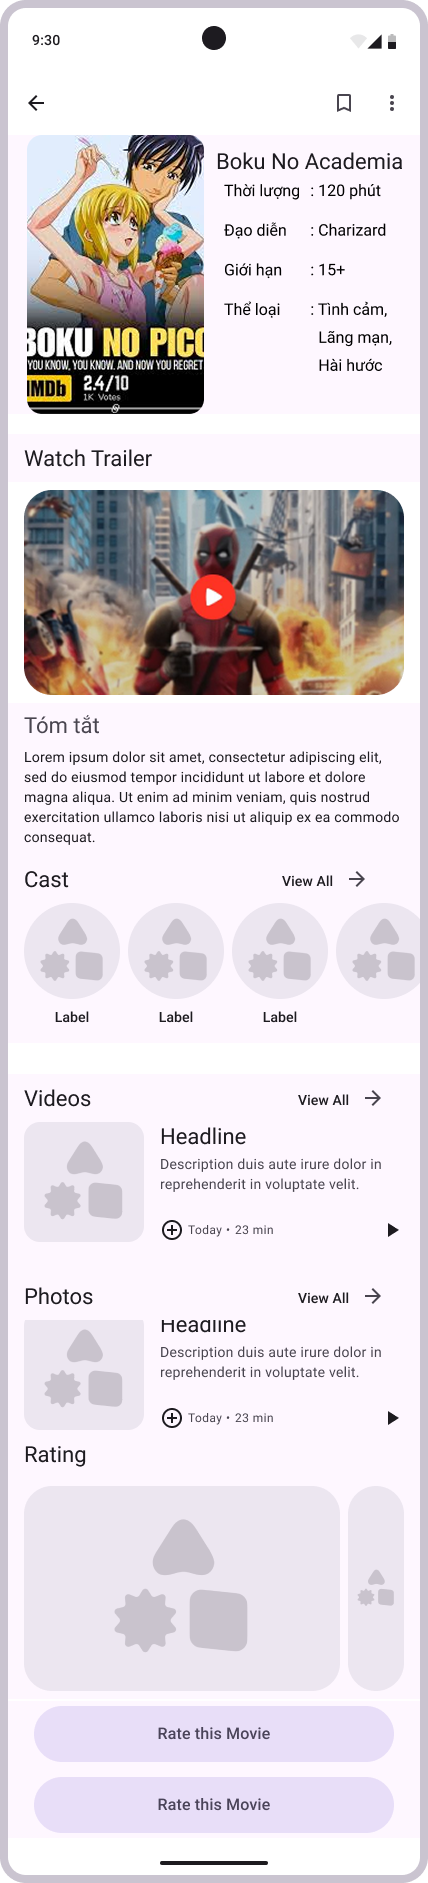 9:30
BOKU NO PICO
YOU KNOW, YOU KNOW. AND NOW YOU REGRET
IMDb 2.4/10
1K Votes
Boku No Academia
Thời lượng : 120 phút
Đạo diễn : Charizard
Giới hạn : 15+
Thể loại : Tình cảm,
Lãng mạn,
Hài hước
Watch Trailer
Tóm tắt
Lorem ipsum dolor sit amet, consectetur adipiscing elit,
sed do eiusmod tempor incididunt ut labore et dolore
magna aliqua. Ut enim ad minim veniam, quis nostrud
exercitation ullamco laboris nisi ut aliquip ex ea commodo
consequat.
Cast View All
Label Label Label
Videos View All
Headline
Description duis aute irure dolor in
reprehenderit in voluptate velit.
Today • 23 min
Photos View All
Headline
Description duis aute irure dolor in
reprehenderit in voluptate velit.
Today • 23 min
Rating
Rate this Movie
Rate this Movie